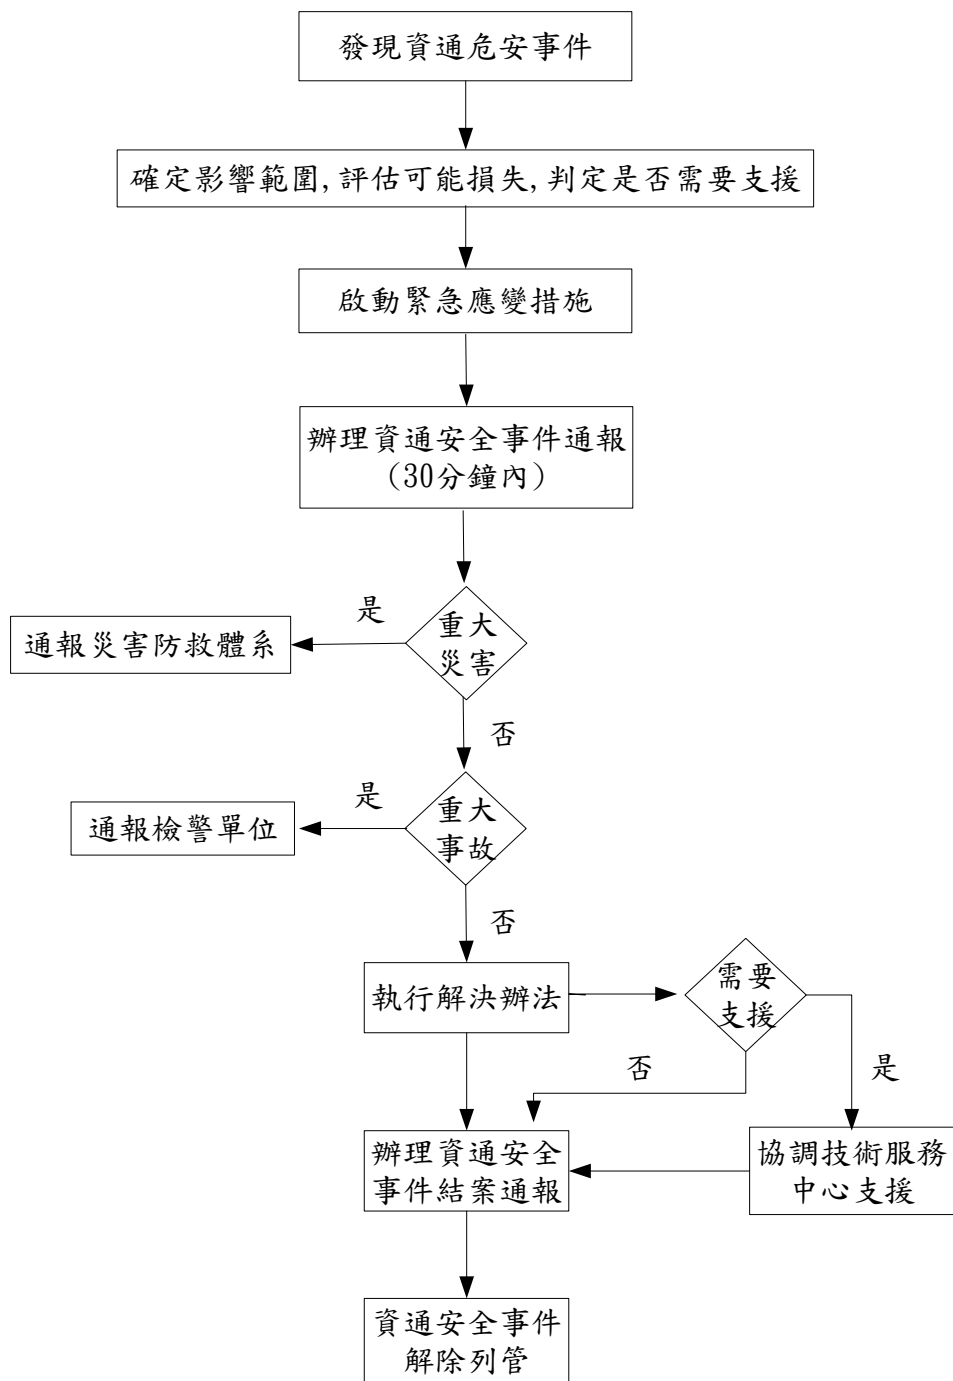 發現資通危安事件
確定影響範圍,評估可能損失,判定是否需要支援
啟動緊急應變措施
辦理資通安全事件通報
(30分鐘內)
是
重大
災害
通報災害防救體系
否
是
重大
事故
通報檢警單位
否
執行解決辦法
需要
支援
否
是
辦理資通安全
事件結案通報
協調技術服務
中心支援
資通安全事件
解除列管